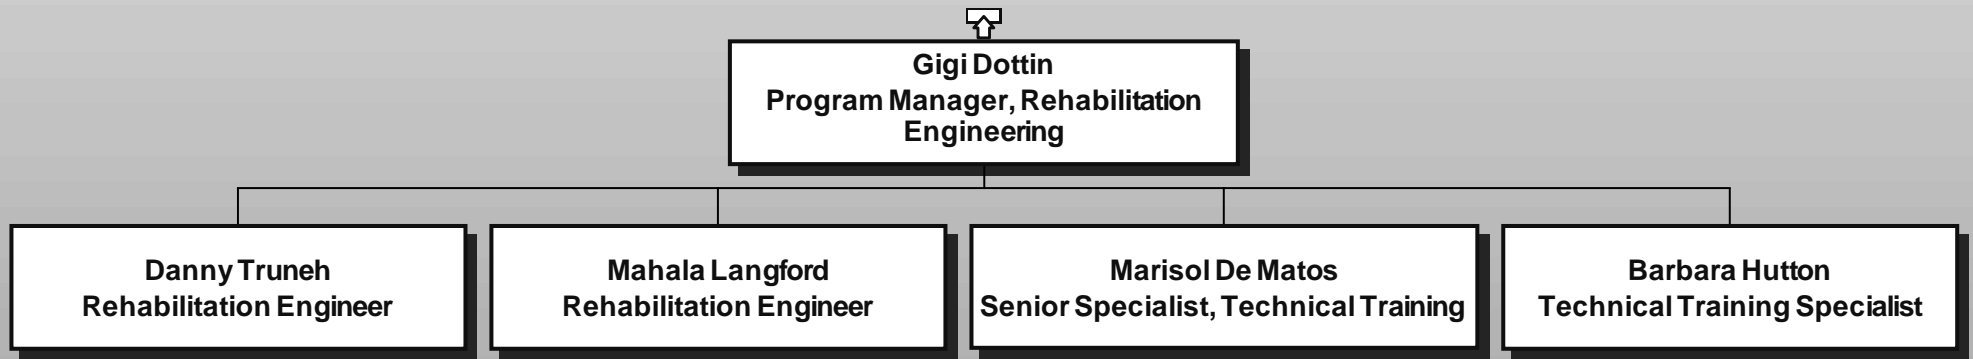 Gigi Dottin
Program Manager, Rehabilitation
Engineering
Danny Truneh
Rehabilitation Engineer
Mahala Langford
Rehabilitation Engineer
Marisol De Matos
Senior Specialist, Technical Training
Barbara Hutton
Technical Training Specialist